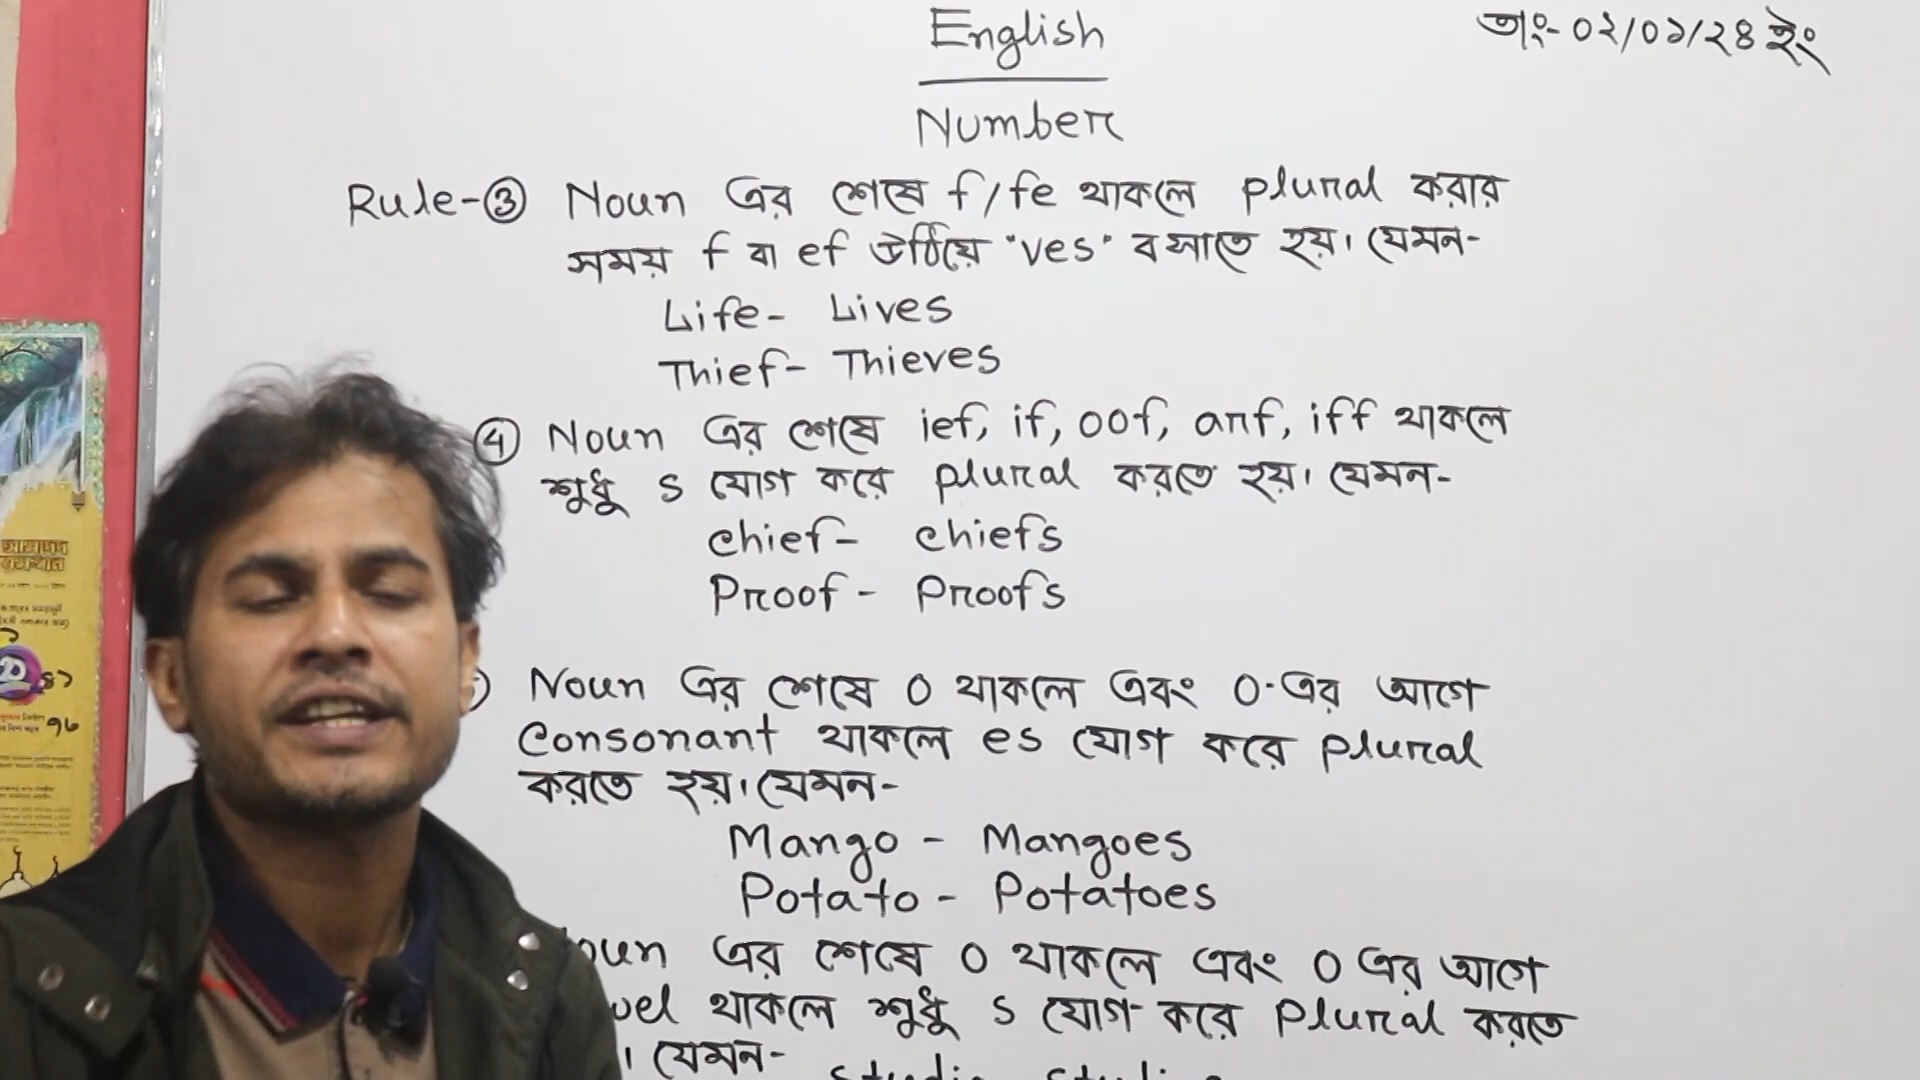 English
তাং- ০২/০১/২৪ ইং
Number
Rule-③ Noun এর শেষে f/fe থাকলে plural করার
সময় f বা ef উঠিয়ে "ves" বসাতে হয়। যেমন-
Life- Lives
Thief- Thieves
④ Noun এর শেষে ief, if, oof, arf, iff থাকলে
শুধু s যোগ করে plural করতে হয়। যেমন-
chief- chiefs
Proof- Proofs
Noun এর শেষে o থাকলে এবং o-এর আগে
Consonant থাকলে es যোগ করে plural
করতে হয়। যেমন-
Mango - Mangoes
Potato - Potatoes
oun এর শেষে o থাকলে এবং o এর আগে
wel থাকলে শুধু s যোগ করে Plural করতে
। যেমন-